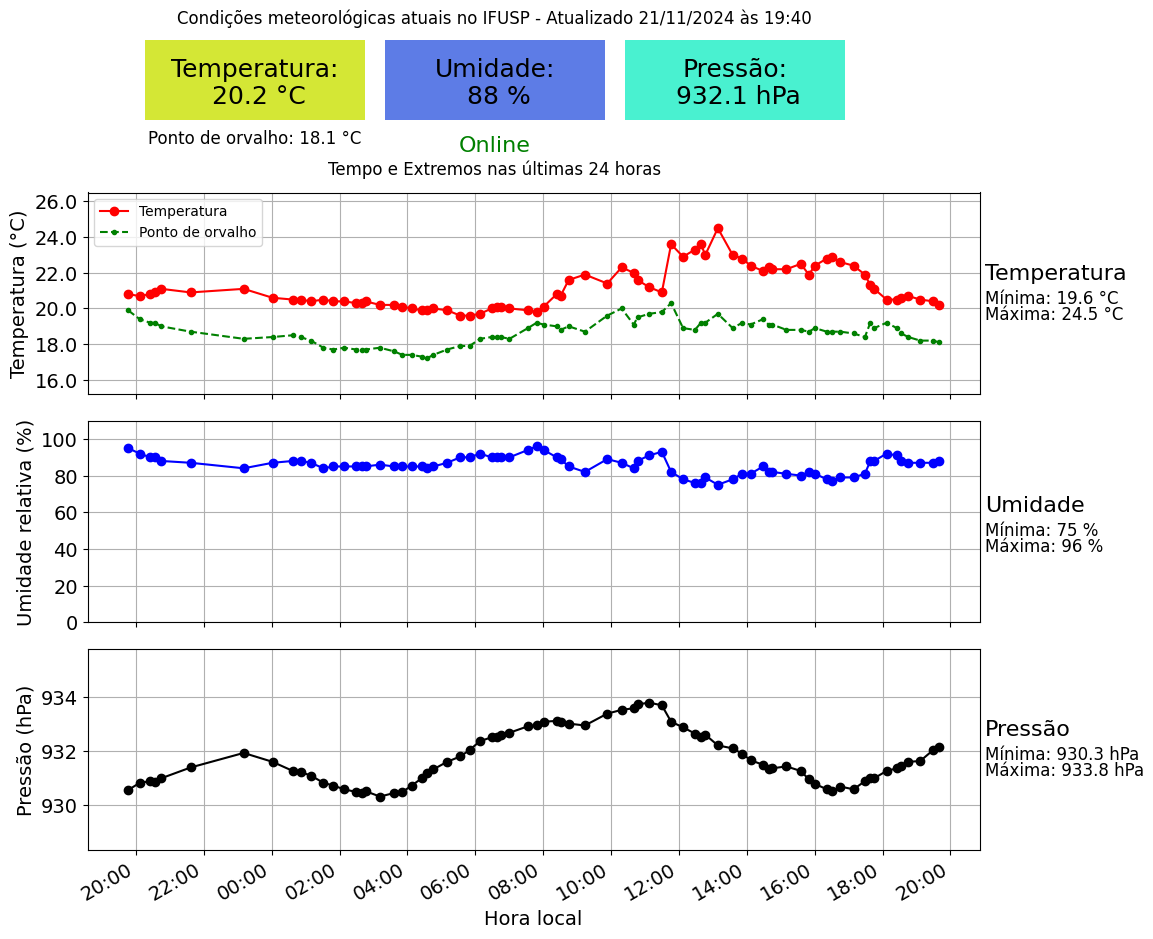 Condições meteorológicas atuais no IFUSP - Atualizado 21/11/2024 às 19:40
Temperatura:
20.2 °C
Umidade:
88 %
Pressão:
932.1 hPa
Ponto de orvalho: 18.1 °C
Online
Tempo e Extremos nas últimas 24 horas
Temperatura (°C)
26.0
24.0
22.0
20.0
18.0
16.0
Temperatura
Ponto de orvalho
Temperatura
Mínima: 19.6 °C
Máxima: 24.5 °C
Umidade relativa (%)
100
80
60
40
20
0
Umidade
Mínima: 75 %
Máxima: 96 %
Pressão (hPa)
934
932
930
Pressão
Mínima: 930.3 hPa
Máxima: 933.8 hPa
20:00 22:00 00:00 02:00 04:00 06:00 08:00 10:00 12:00 14:00 16:00 18:00 20:00
Hora local